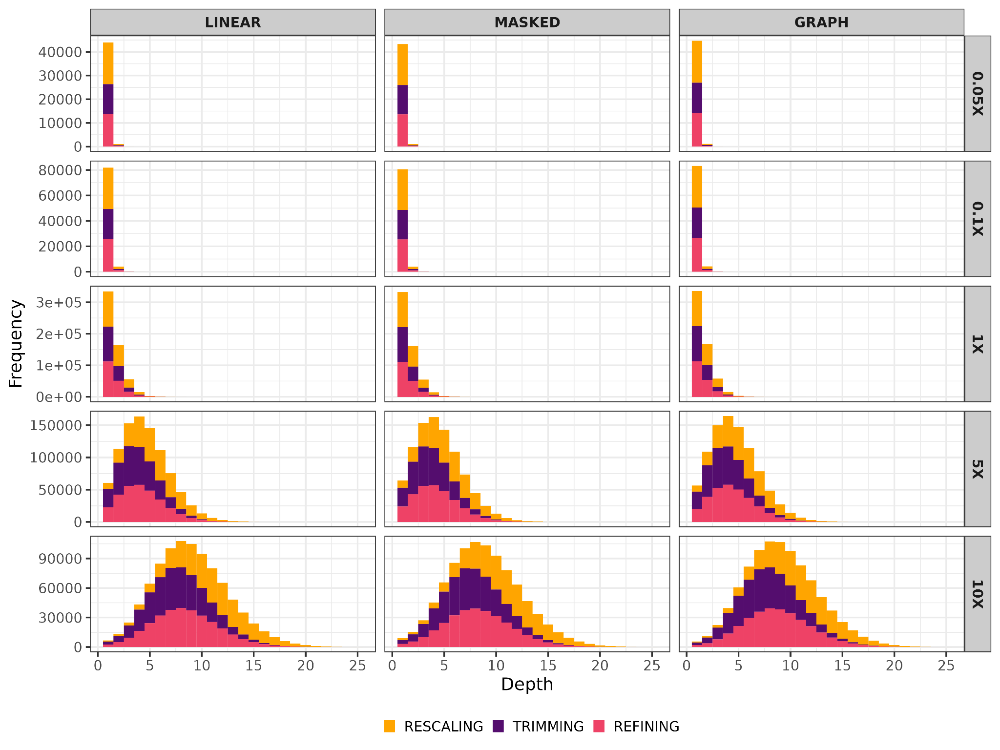 LINEAR MASKED GRAPH
40000
30000
20000
10000
0
0.05X
80000
60000
40000
20000
0
0.1X
3e+05
2e+05
1e+05
0e+00
1X
150000
100000
50000
0
5X
90000
60000
30000
0
10X
Frequency
0 5 10 15 20 25 0 5 10 15 20 25 0 5 10 15 20 25
Depth
RESCALING TRIMMING REFINING